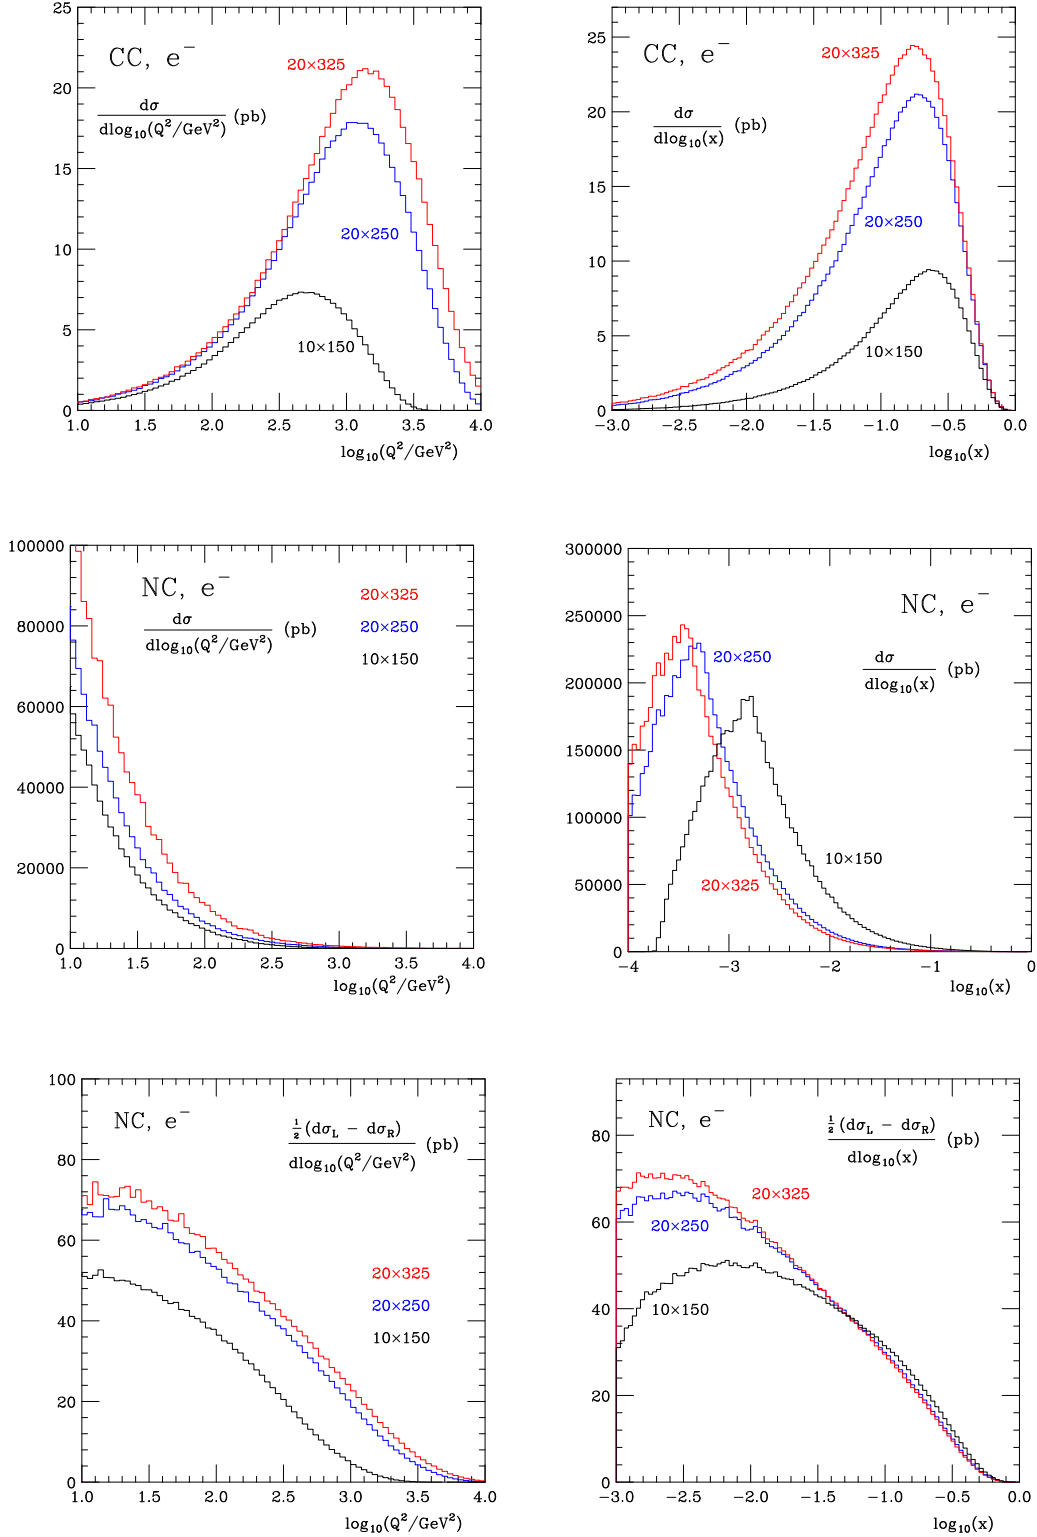 CC, e⁻
dσ
dlog₁₀(Q²/GeV²)
(pb)
20×325
20×250
10×150
25
20
15
10
5
0
1.0 1.5 2.0 2.5 3.0 3.5 4.0
log₁₀(Q²/GeV²)
CC, e⁻
dσ
dlog₁₀(x)
(pb)
20×325
20×250
10×150
25
20
15
10
5
0
−3.0 −2.5 −2.0 −1.5 −1.0 −0.5 0.0
log₁₀(x)
NC, e⁻
dσ
dlog₁₀(Q²/GeV²)
(pb)
20×325
20×250
10×150
100000
80000
60000
40000
20000
0
1.0 1.5 2.0 2.5 3.0 3.5 4.0
log₁₀(Q²/GeV²)
NC, e⁻
dσ
dlog₁₀(x)
(pb)
20×250
10×150
20×325
300000
250000
200000
150000
100000
50000
0
−4 −3 −2 −1 0
log₁₀(x)
NC, e⁻
½(dσ_L − dσ_R)
dlog₁₀(Q²/GeV²)
(pb)
20×325
20×250
10×150
100
80
60
40
20
0
1.0 1.5 2.0 2.5 3.0 3.5 4.0
log₁₀(Q²/GeV²)
NC, e⁻
½(dσ_L − dσ_R)
dlog₁₀(x)
(pb)
20×325
20×250
10×150
80
60
40
20
0
−3.0 −2.5 −2.0 −1.5 −1.0 −0.5 0.0
log₁₀(x)